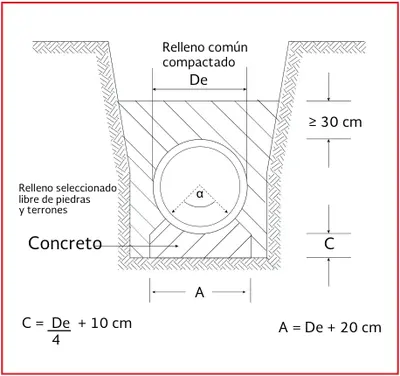 Relleno común
compactado
De
≥ 30 cm
Relleno seleccionado
libre de piedras
y terrones
α
Concreto
C
A
C = De + 10 cm
4
A = De + 20 cm